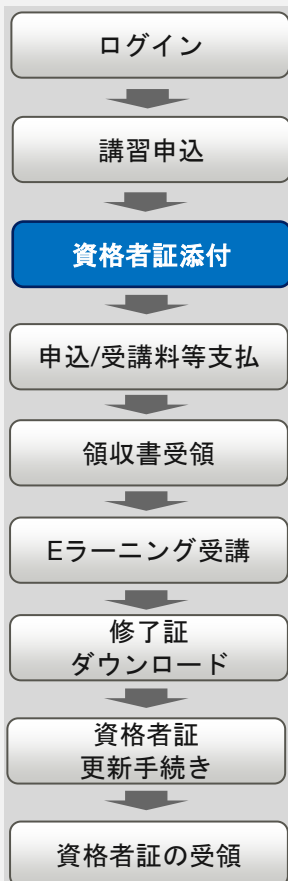 ログイン
講習申込
資格者証添付
申込/受講料等支払
領収書受領
Eラーニング受講
修了証
ダウンロード
資格者証
更新手続き
資格者証の受領